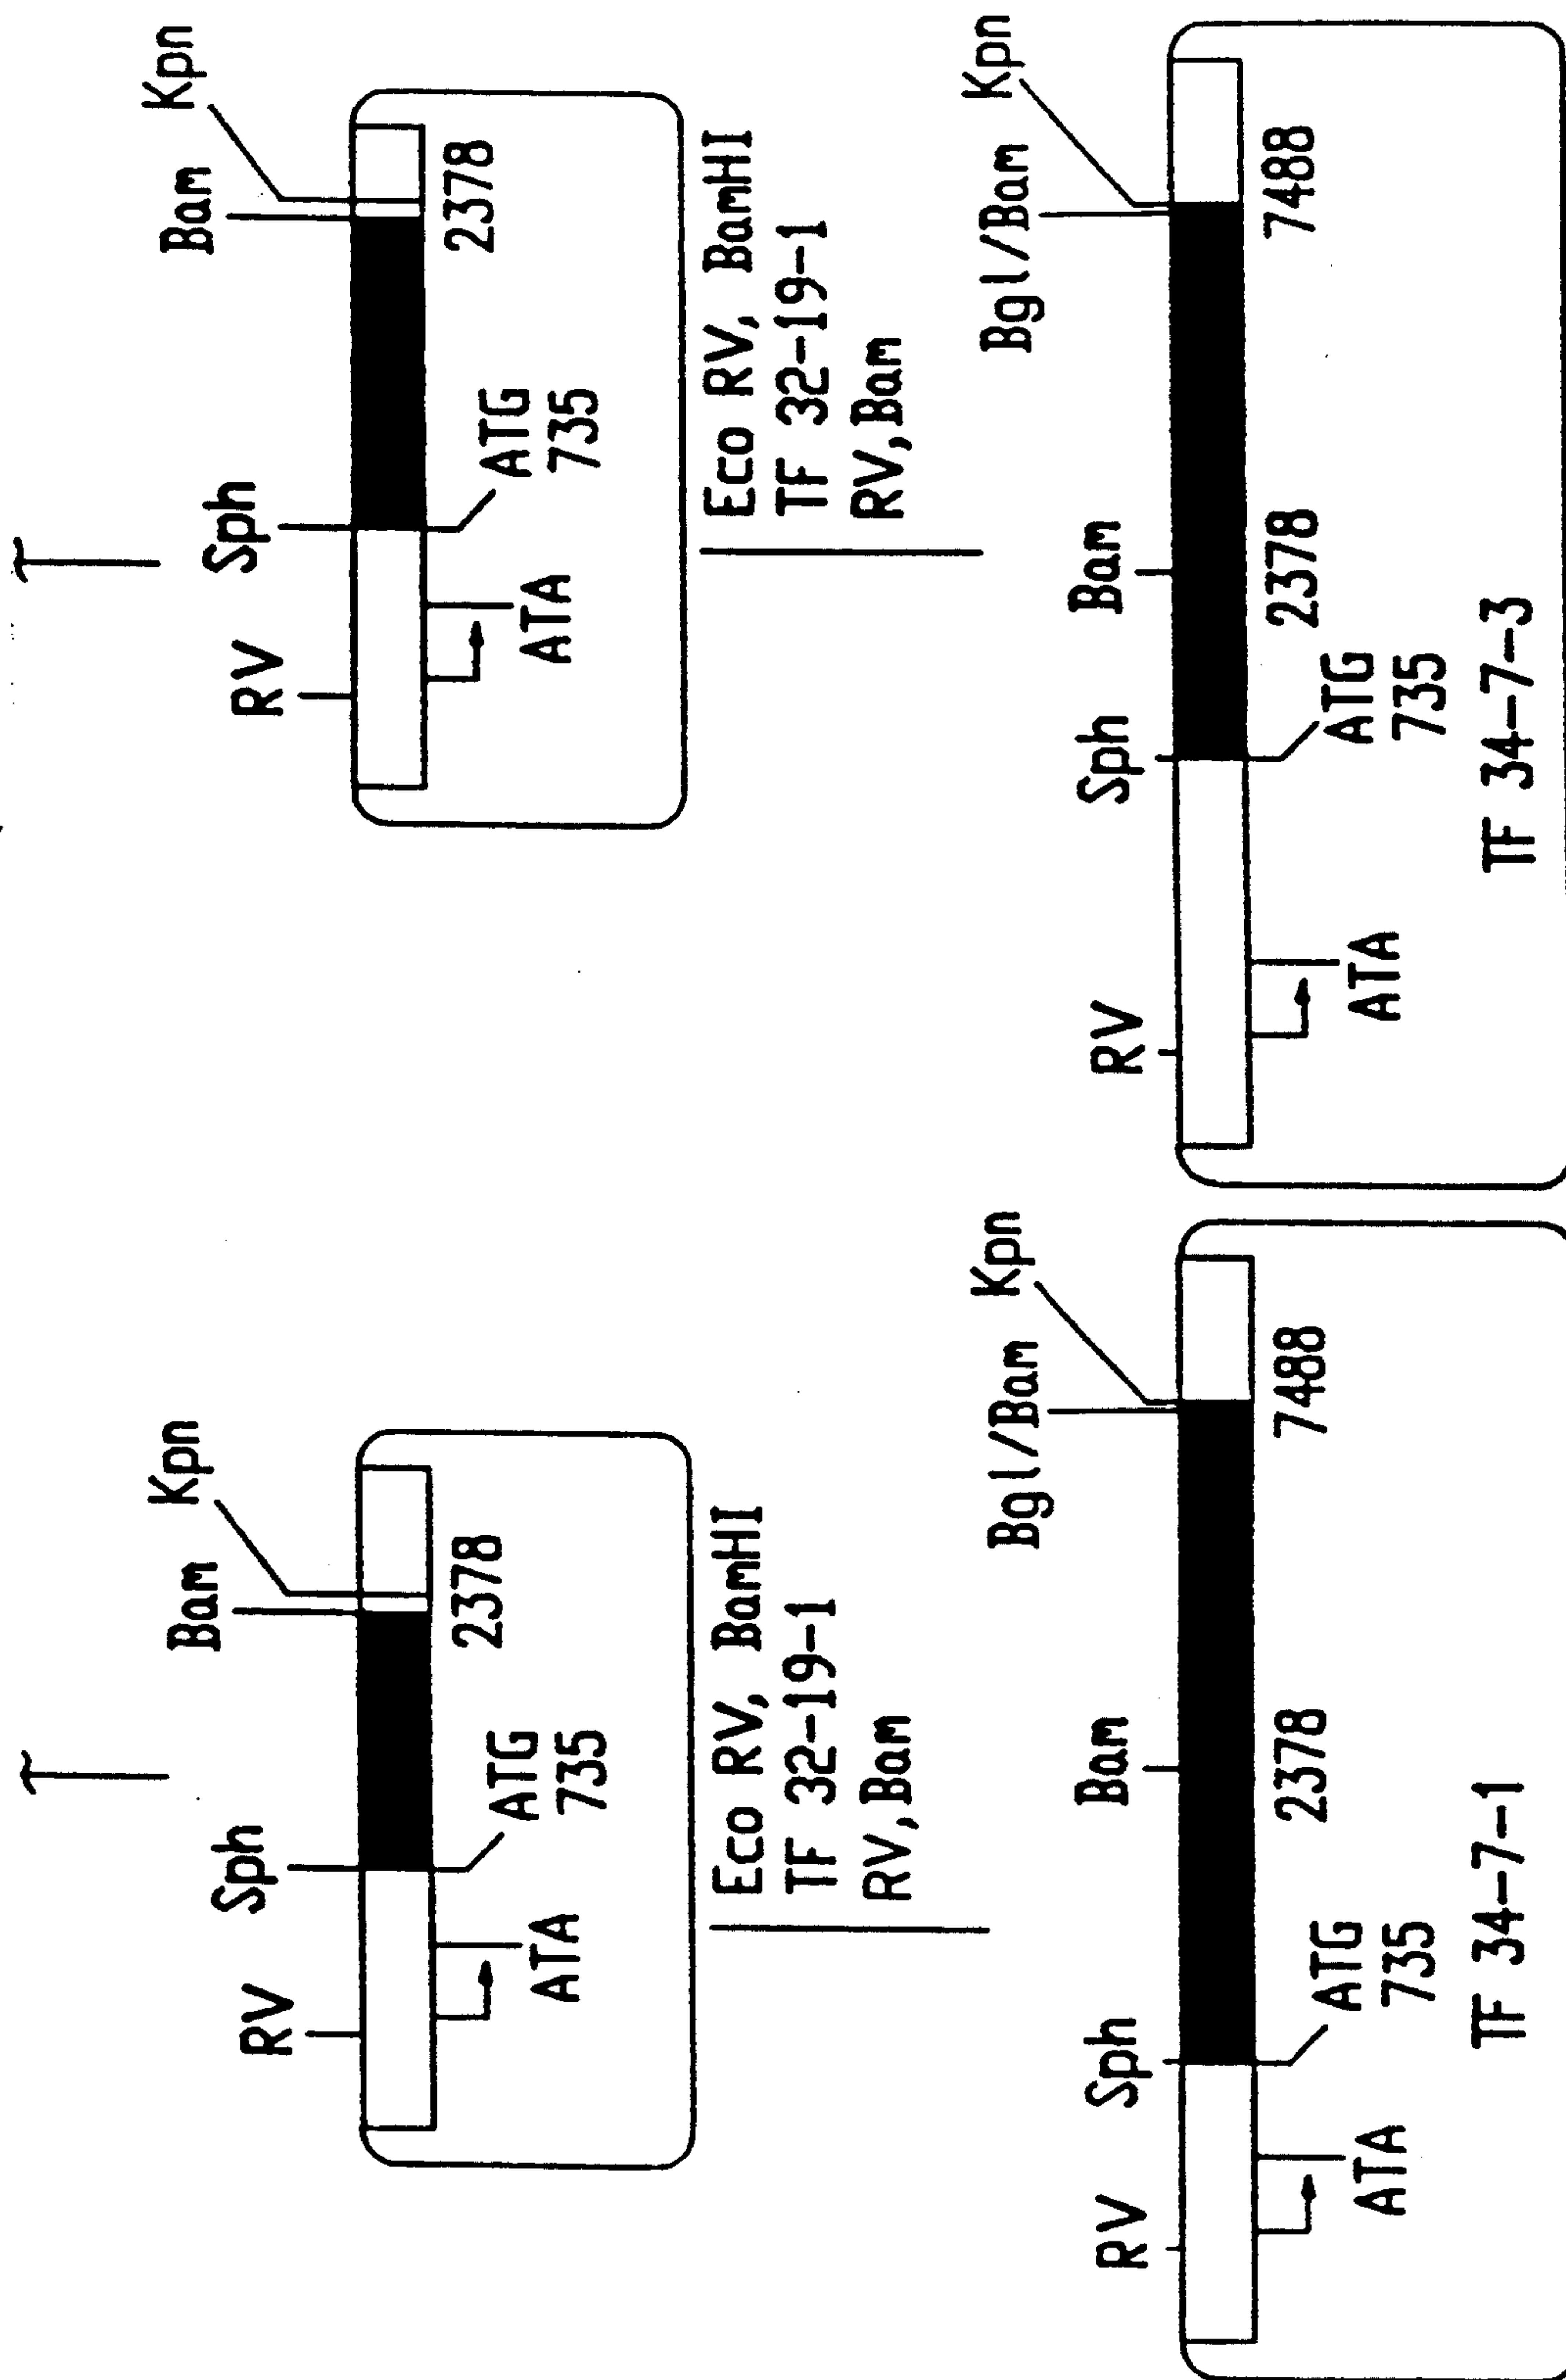 RV
Sph
Bam
Kpn
ATA
ATG
735
2378
Eco RV, BamHI
TF 32-19-1
RV,Bam
RV
Sph
Bam
Bgl/Bam
Kpn
ATA
ATG
735
2378
7488
TF 34-7-1
RV
Sph
Bam
Kpn
ATA
ATG
735
2378
Eco RV, BamHI
TF 32-19-1
RV,Bam
RV
Sph
Bam
Bgl/Bam
Kpn
ATA
ATG
735
2378
7488
TF 34-7-3